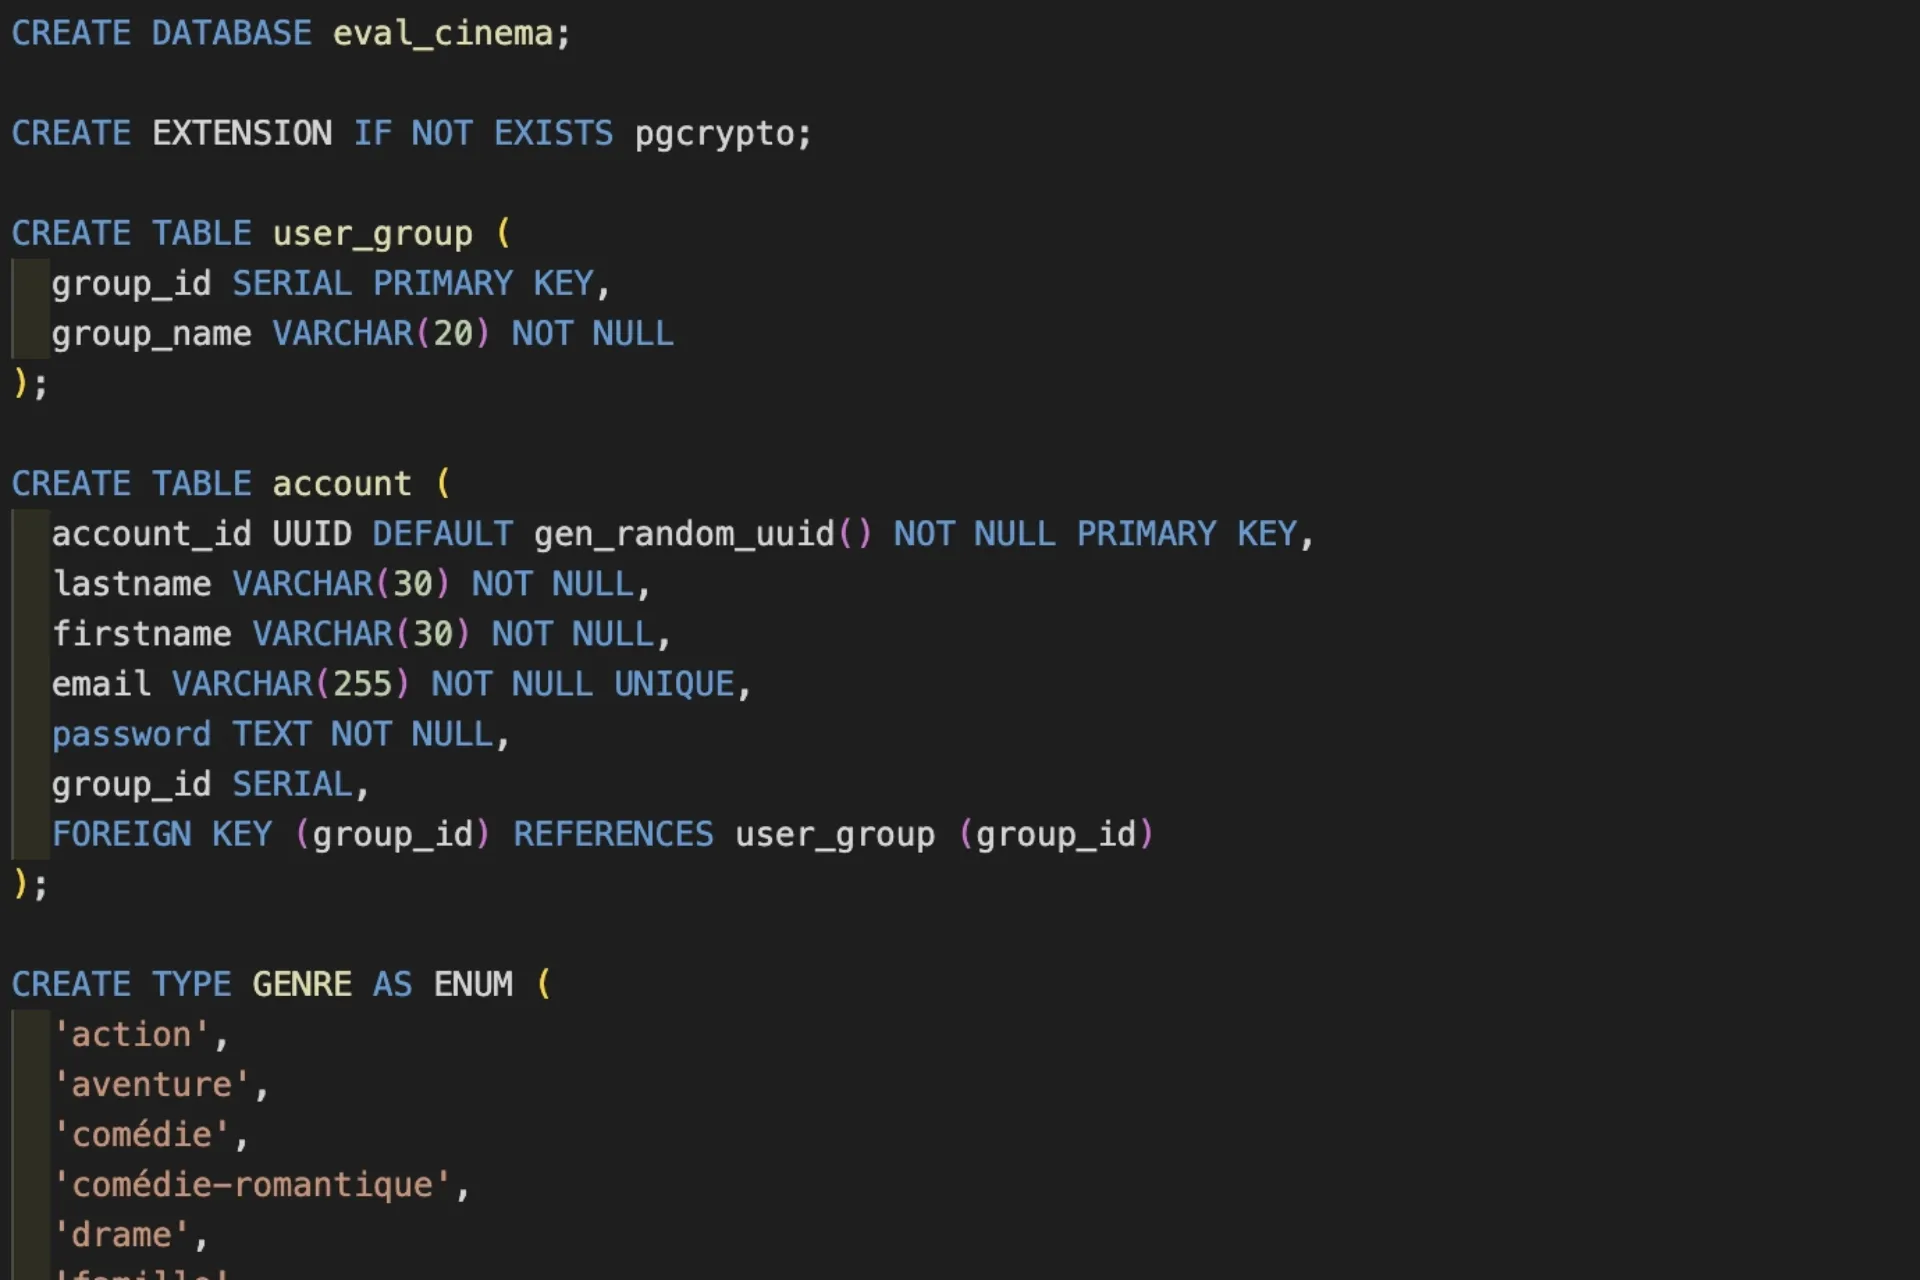 CREATE DATABASE eval_cinema;
CREATE EXTENSION IF NOT EXISTS pgcrypto;
CREATE TABLE user_group (
group_id SERIAL PRIMARY KEY,
group_name VARCHAR(20) NOT NULL
);
CREATE TABLE account (
account_id UUID DEFAULT gen_random_uuid() NOT NULL PRIMARY KEY,
lastname VARCHAR(30) NOT NULL,
firstname VARCHAR(30) NOT NULL,
email VARCHAR(255) NOT NULL UNIQUE,
password TEXT NOT NULL,
group_id SERIAL,
FOREIGN KEY (group_id) REFERENCES user_group (group_id)
);
CREATE TYPE GENRE AS ENUM (
'action',
'aventure',
'comédie',
'comédie-romantique',
'drame',